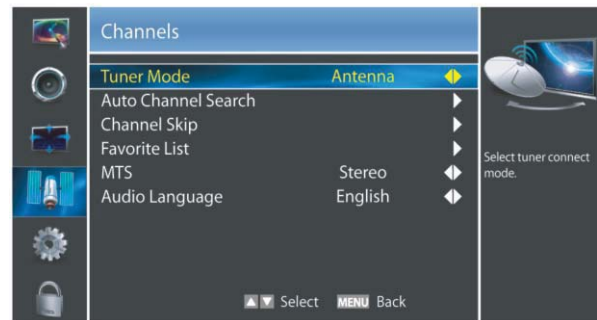 Channels
Tuner Mode Antenna
Auto Channel Search
Channel Skip
Favorite List
MTS Stereo
Audio Language English
Select MENU Back
Select tuner connect
mode.